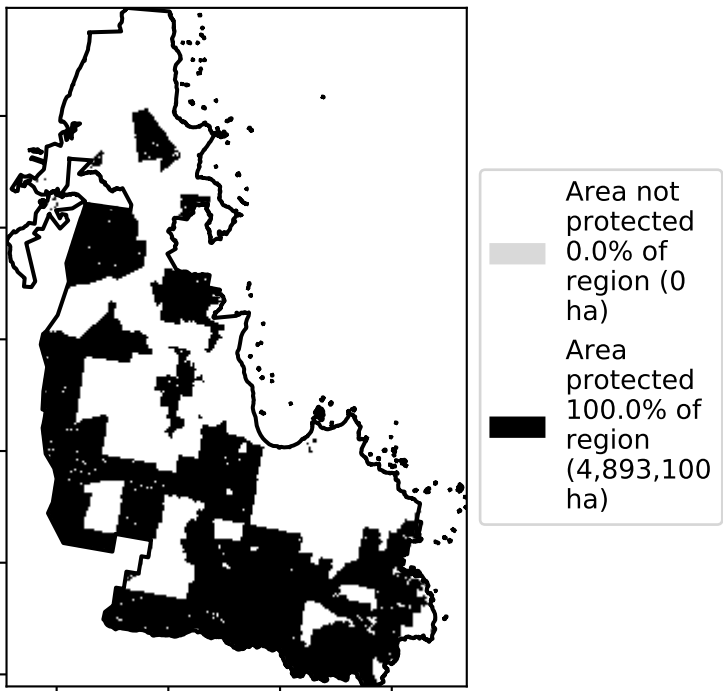 Area not
protected
0.0% of
region (0
ha)
Area
protected
100.0% of
region
(4,893,100
ha)